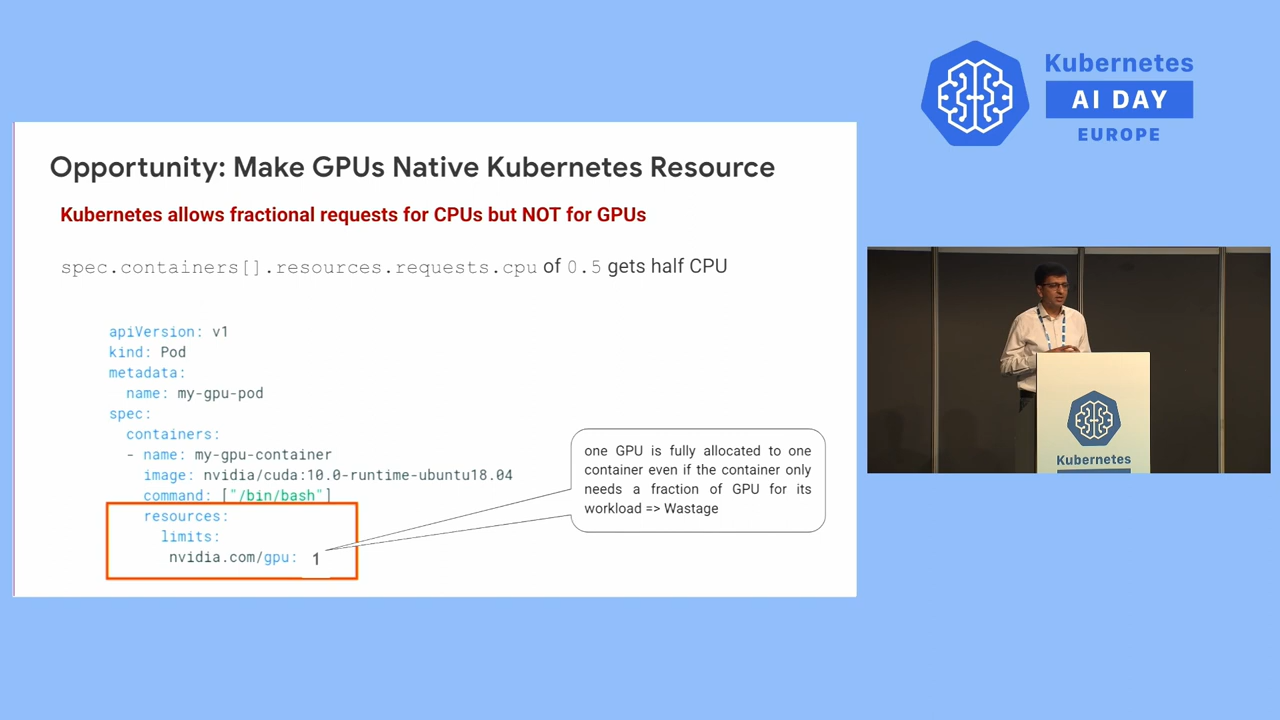 Kubernetes
AI DAY
EUROPE
Opportunity: Make GPUs Native Kubernetes Resource
Kubernetes allows fractional requests for CPUs but NOT for GPUs
spec.containers[].resources.requests.cpu of 0.5 gets half CPU
apiVersion: v1
kind: Pod
metadata:
name: my-gpu-pod
spec:
containers:
- name: my-gpu-container
image: nvidia/cuda:10.0-runtime-ubuntu18.04
command: ["/bin/bash"]
resources:
limits:
nvidia.com/gpu: 1
one GPU is fully allocated to one
container even if the container only
needs a fraction of GPU for its
workload => Wastage
Kubernetes